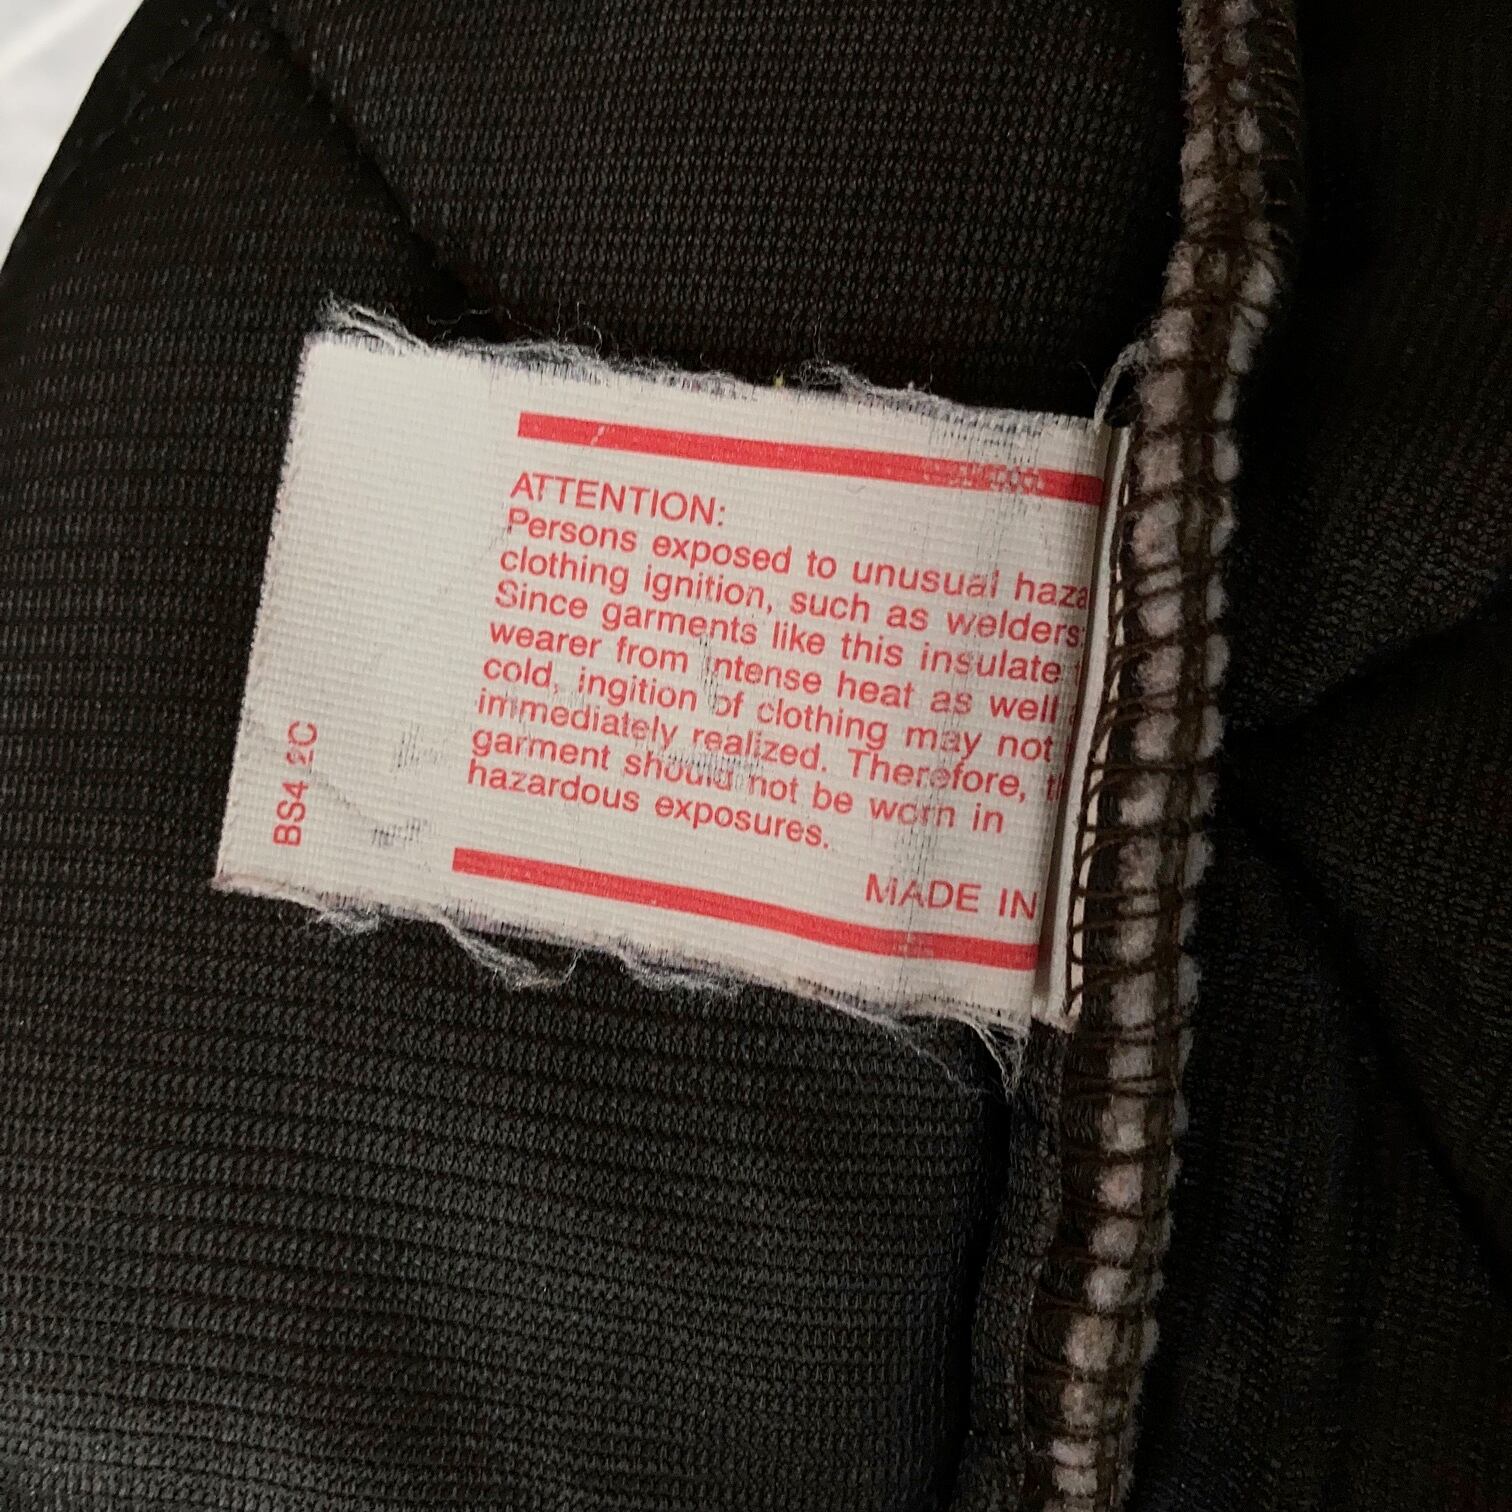 ATTENTION:
Persons exposed to unusual haza
clothing ignition, such as welders
Since garments like this insulate
wearer from intense heat as well
cold, ingition of clothing may not
immediately realized. Therefore, t
garment should not be worn in
hazardous exposures.
MADE IN
BS4 2C